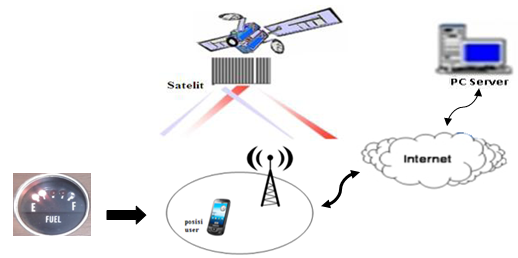 Satelit
PC Server
Internet
posisi
user
E F
FUEL